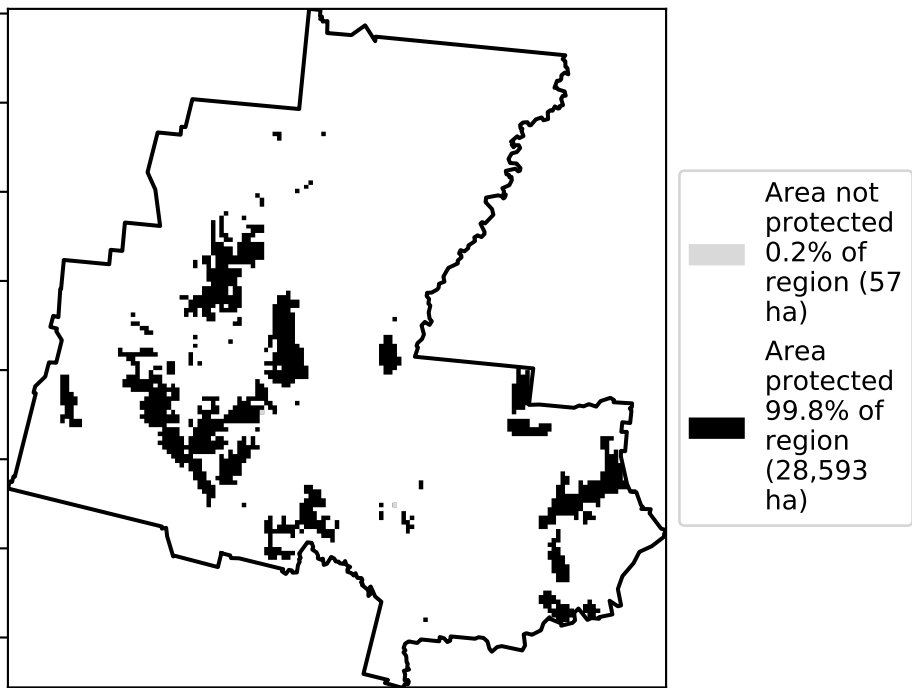 Area not
protected
0.2% of
region (57
ha)
Area
protected
99.8% of
region
(28,593
ha)